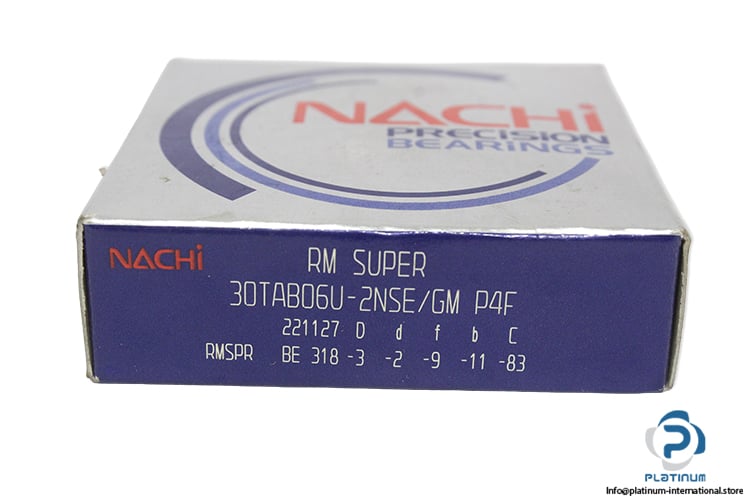 NACHi
PRECISION
BEARINGS
NACHi
RM SUPER
30TAB06U-2NSE/GM P4F
221127 D d f b C
RMSPR BE 318 -3 -2 -9 -11 -83
PLATINUM
Info@platinum-international.store